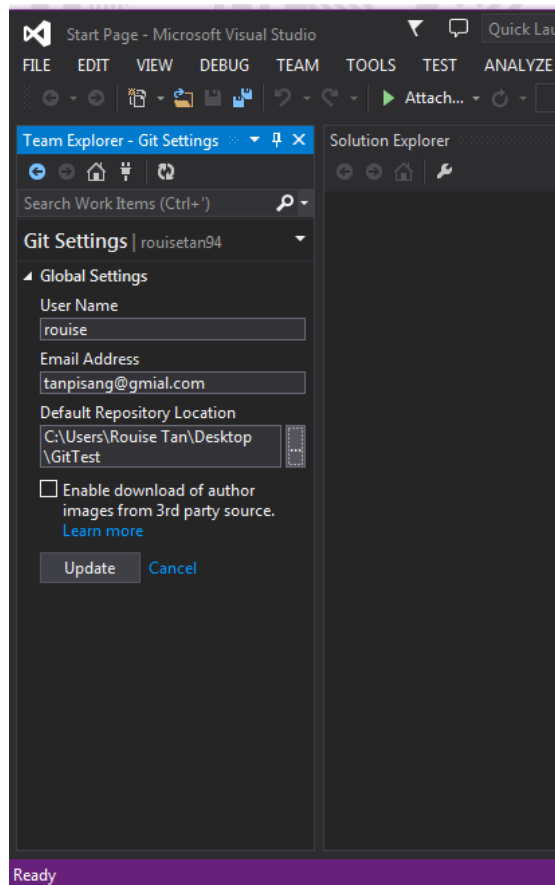 Start Page - Microsoft Visual Studio
Quick Lau
FILE EDIT VIEW DEBUG TEAM TOOLS TEST ANALYZE
Attach...
Team Explorer - Git Settings
Solution Explorer
Search Work Items (Ctrl+')
Git Settings | rouisetan94
Global Settings
User Name
rouise
Email Address
tanpisang@gmial.com
Default Repository Location
C:\Users\Rouise Tan\Desktop
\GitTest
...
Enable download of author
images from 3rd party source.
Learn more
Update Cancel
Ready